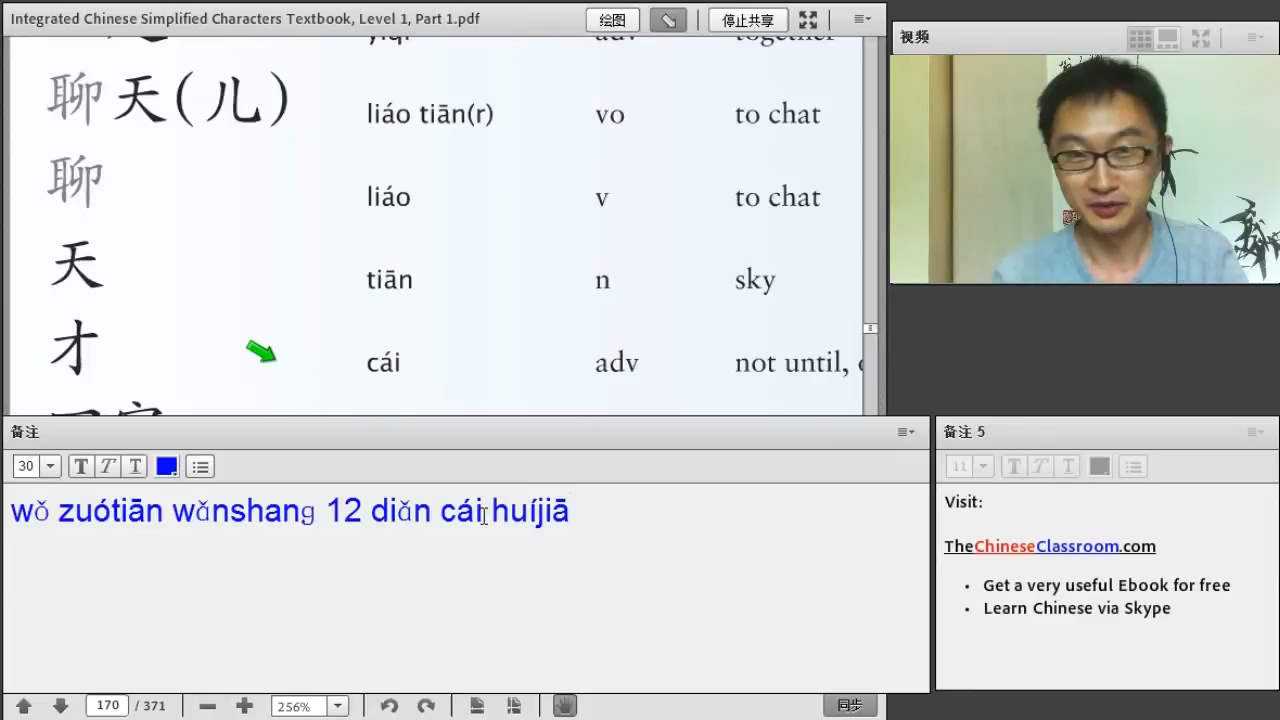 Integrated Chinese Simplified Characters Textbook, Level 1, Part 1.pdf
绘图
停止共享
视频
yìqǐ adv together
聊天(儿) liáo tiān(r) vo to chat
聊 liáo v to chat
天 tiān n sky
才 cái adv not until,
备注
30 T T T
wǒ zuótiān wǎnshang 12 diǎn cái huíjiā
备注 5
11 T T T
Visit:
TheChineseClassroom.com
• Get a very useful Ebook for free
• Learn Chinese via Skype
170 / 371
256%
同步